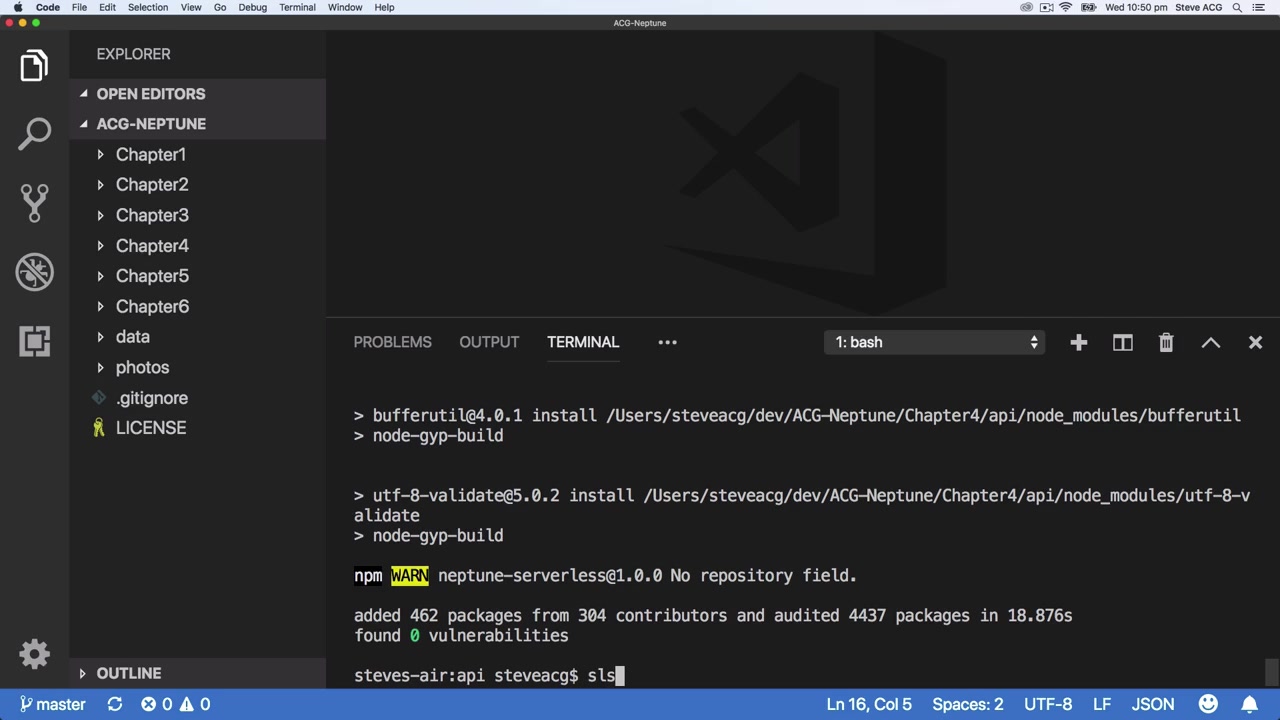 Code File Edit Selection View Go Debug Terminal Window Help Wed 10:50 pm Steve ACG
ACG-Neptune
EXPLORER
OPEN EDITORS
ACG-NEPTUNE
Chapter1
Chapter2
Chapter3
Chapter4
Chapter5
Chapter6
data
photos
.gitignore
LICENSE
OUTLINE
PROBLEMS OUTPUT TERMINAL ••• 1: bash
> bufferutil@4.0.1 install /Users/steveacg/dev/ACG-Neptune/Chapter4/api/node_modules/bufferutil
> node-gyp-build
> utf-8-validate@5.0.2 install /Users/steveacg/dev/ACG-Neptune/Chapter4/api/node_modules/utf-8-v
alidate
> node-gyp-build
npm WARN neptune-serverless@1.0.0 No repository field.
added 462 packages from 304 contributors and audited 4437 packages in 18.876s
found 0 vulnerabilities
steves-air:api steveacg$ sls
master 0 0 Ln 16, Col 5 Spaces: 2 UTF-8 LF JSON